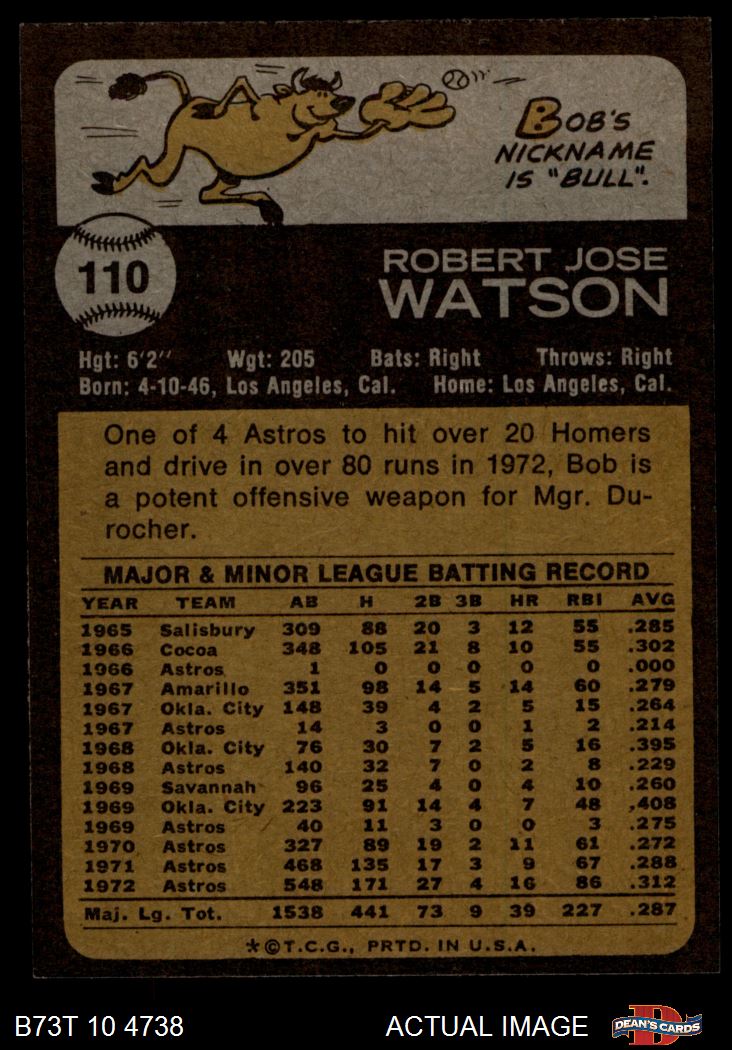 BOB'S
NICKNAME
IS "BULL".
110
ROBERT JOSE
WATSON
Hgt: 6'2" Wgt: 205 Bats: Right Throws: Right
Born: 4-10-46, Los Angeles, Cal. Home: Los Angeles, Cal.
One of 4 Astros to hit over 20 Homers
and drive in over 80 runs in 1972, Bob is
a potent offensive weapon for Mgr. Du-
rocher.
MAJOR & MINOR LEAGUE BATTING RECORD
YEAR TEAM AB H 2B 3B HR RBI AVG
1965 Salisbury 309 88 20 3 12 55 .285
1966 Cocoa 348 105 21 8 10 55 .302
1966 Astros 1 0 0 0 0 0 .000
1967 Amarillo 351 98 14 5 14 60 .279
1967 Okla. City 148 39 4 2 5 15 .264
1967 Astros 14 3 0 0 1 2 .214
1968 Okla. City 76 30 7 2 5 16 .395
1968 Astros 140 32 7 0 2 8 .229
1969 Savannah 96 25 4 0 4 10 .260
1969 Okla. City 223 91 14 4 7 48 .408
1969 Astros 40 11 3 0 0 3 .275
1970 Astros 327 89 19 2 11 61 .272
1971 Astros 468 135 17 3 9 67 .288
1972 Astros 548 171 27 4 16 86 .312
Maj. Lg. Tot. 1538 441 73 9 39 227 .287
*©T.C.G., PRTD. IN U.S.A.
B73T 10 4738 ACTUAL IMAGE D DEAN'S CARDS